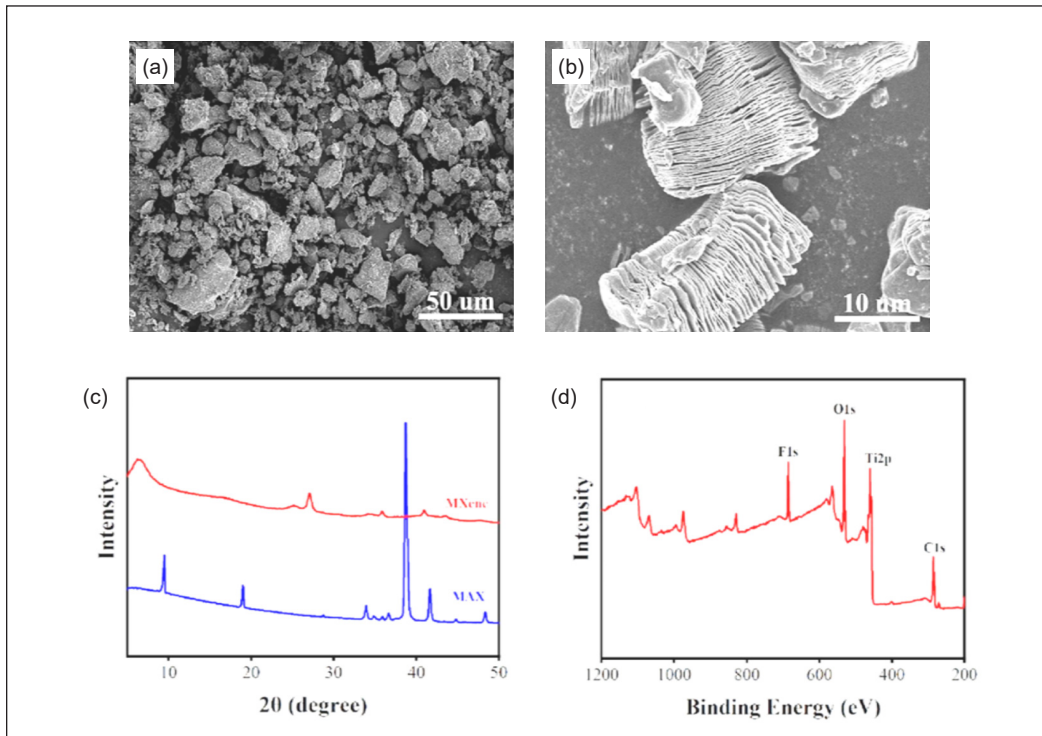 (a)
50 um
(b)
10 um
(c)
Intensity
MXene
MAX
10
20
30
40
50
2θ (degree)
(d)
Intensity
F1s
O1s
Ti2p
C1s
1200
1000
800
600
400
200
Binding Energy (eV)